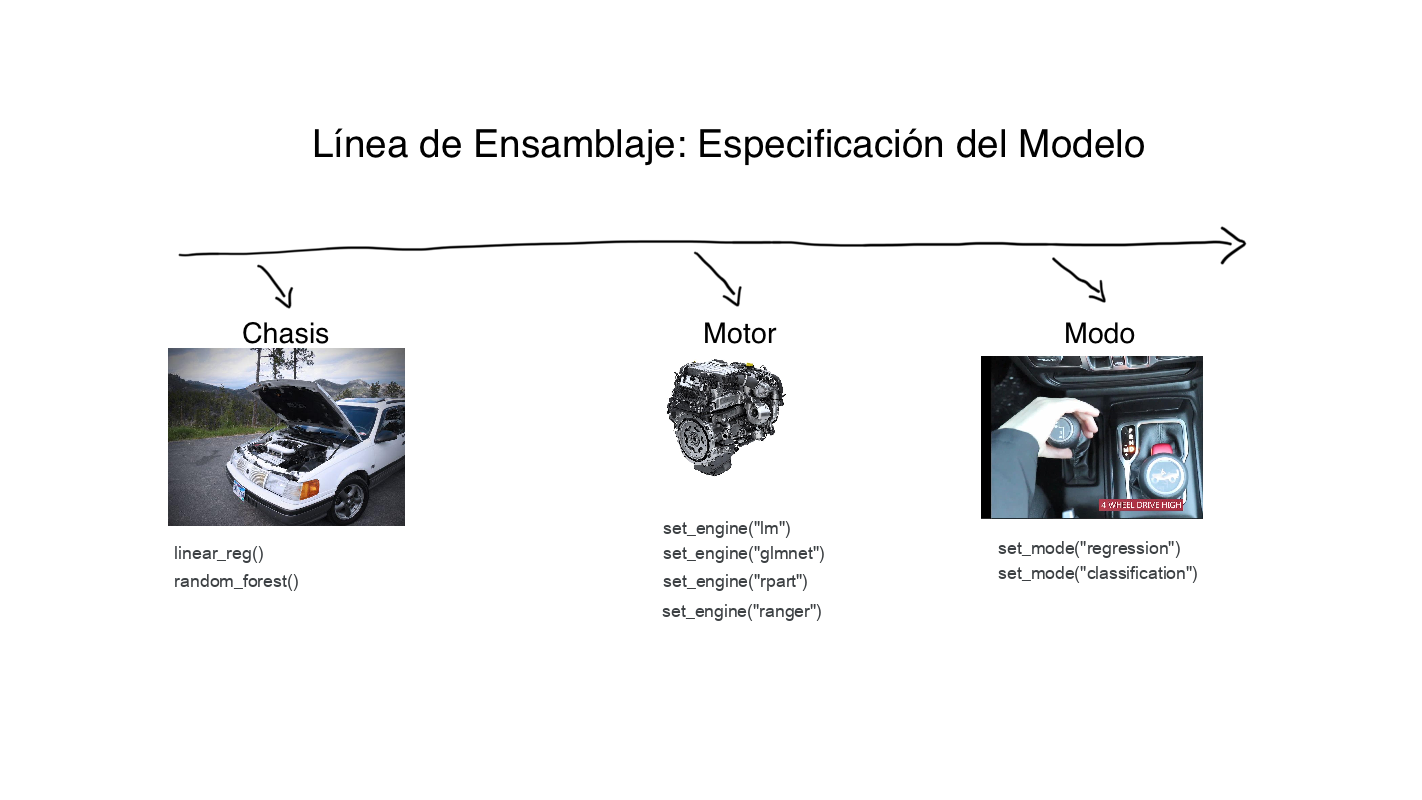 Línea de Ensamblaje: Especificación del Modelo
Chasis
Motor
Modo
4 WHEEL DRIVE HIGH
linear_reg()
random_forest()
set_engine("lm")
set_engine("glmnet")
set_engine("rpart")
set_engine("ranger")
set_mode("regression")
set_mode("classification")